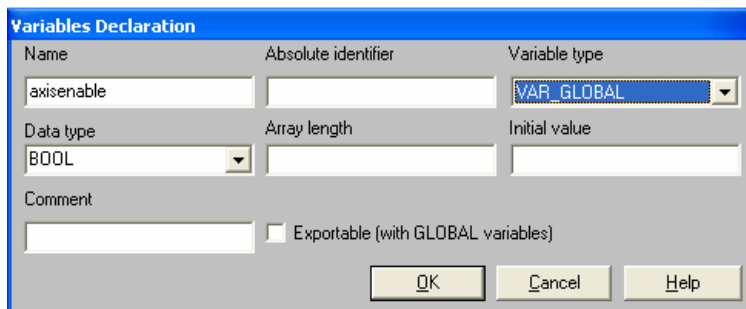 Variables Declaration
Name Absolute identifier Variable type
axisenable VAR_GLOBAL
Data type Array length Initial value
BOOL
Comment
Exportable (with GLOBAL variables)
OK Cancel Help